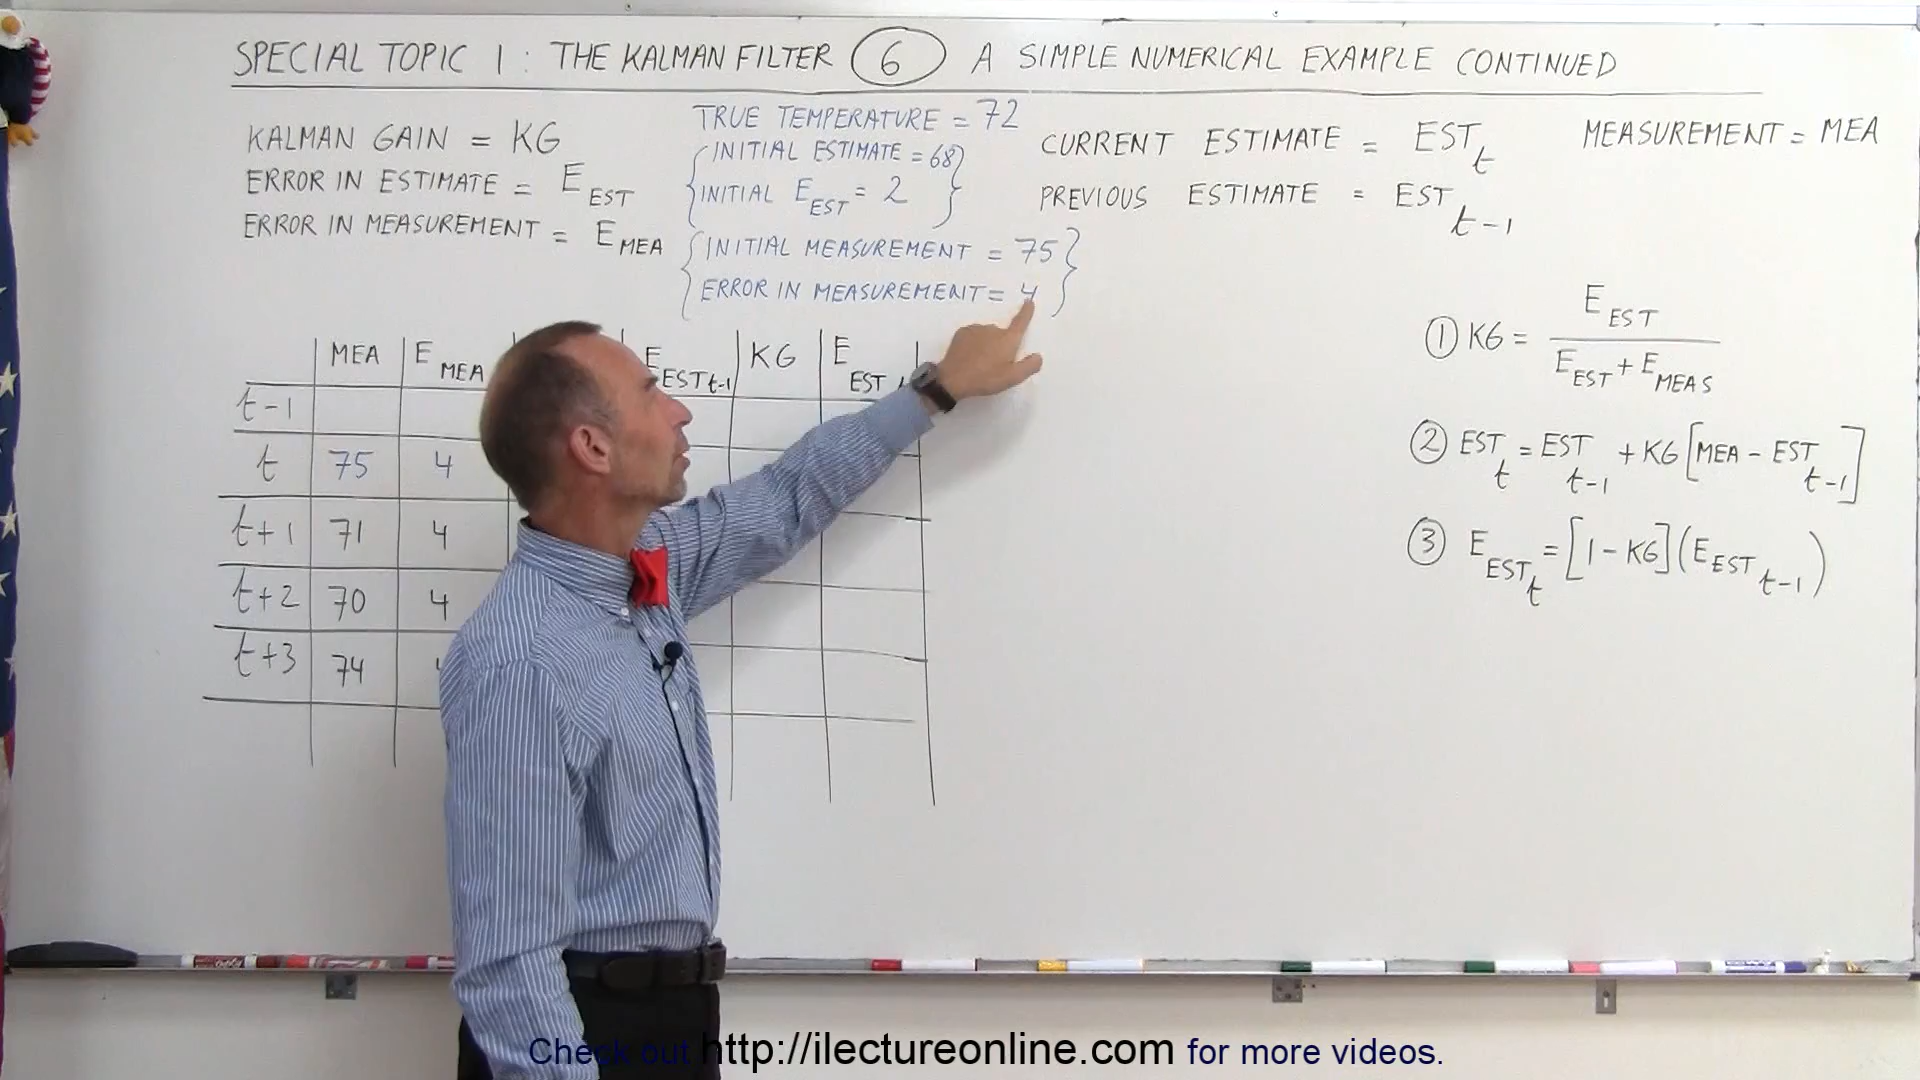 SPECIAL TOPIC 1 : THE KALMAN FILTER 6 A SIMPLE NUMERICAL EXAMPLE CONTINUED
KALMAN GAIN = KG
ERROR IN ESTIMATE = E EST
ERROR IN MEASUREMENT = E MEA
TRUE TEMPERATURE = 72
INITIAL ESTIMATE = 68
INITIAL E EST = 2
INITIAL MEASUREMENT = 75
ERROR IN MEASUREMENT = 4
CURRENT ESTIMATE = EST t
PREVIOUS ESTIMATE = EST t-1
MEASUREMENT = MEA
MEA E MEA E EST t-1 KG E EST
t-1
t 75 4
t+1 71 4
t+2 70 4
t+3 74
1 KG = E EST / E EST + E MEAS
2 EST t = EST t-1 + KG [MEA - EST t-1]
3 E EST t = [1 - KG] (E EST t-1)
Check out http://ilectureonline.com for more videos.